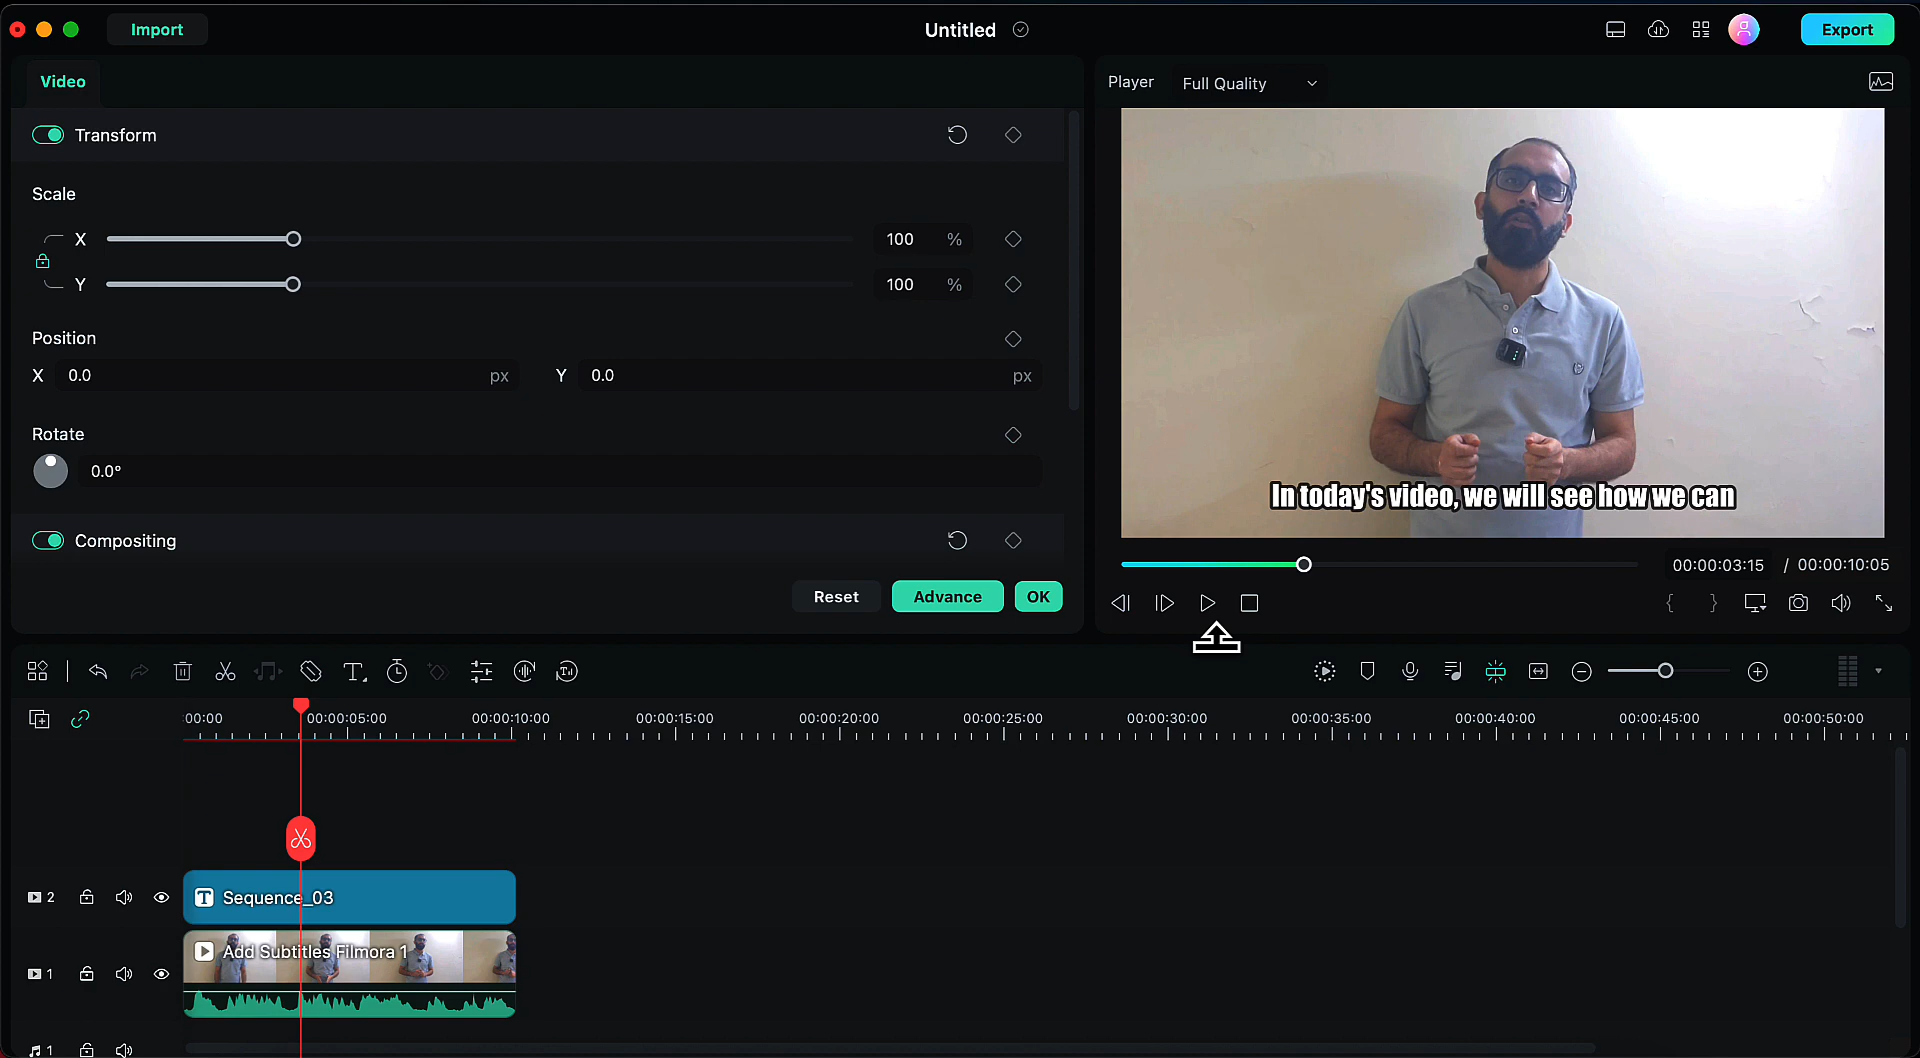 Import
Untitled
Export
Video
Player
Full Quality
Transform
Scale
X
100
%
Y
100
%
Position
X
0.0
px
Y
0.0
px
Rotate
0.0°
In today's video, we will see how we can
Compositing
00:00:03:15 / 00:00:10:05
Reset
Advance
OK
:00:00
00:00:05:00
00:00:10:00
00:00:15:00
00:00:20:00
00:00:25:00
00:00:30:00
00:00:35:00
00:00:40:00
00:00:45:00
00:00:50:00
2
T Sequence_03
Add Subtitles Filmora 1
1
1